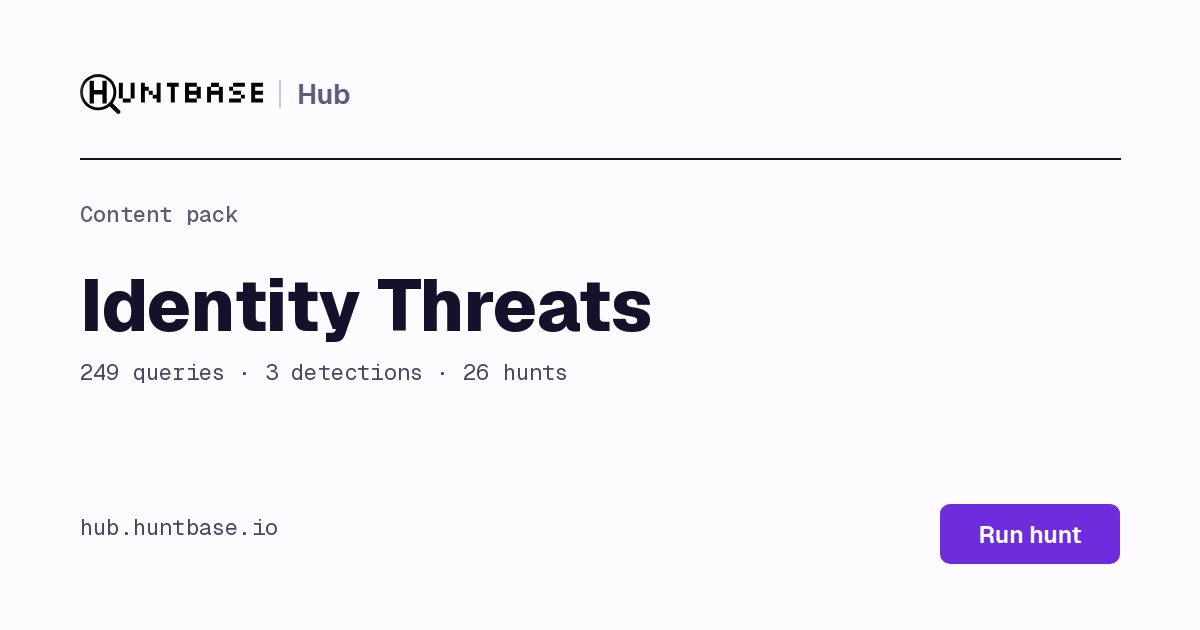 HUNTBASE | Hub
Content pack
Identity Threats
249 queries · 3 detections · 26 hunts
hub.huntbase.io
Run hunt